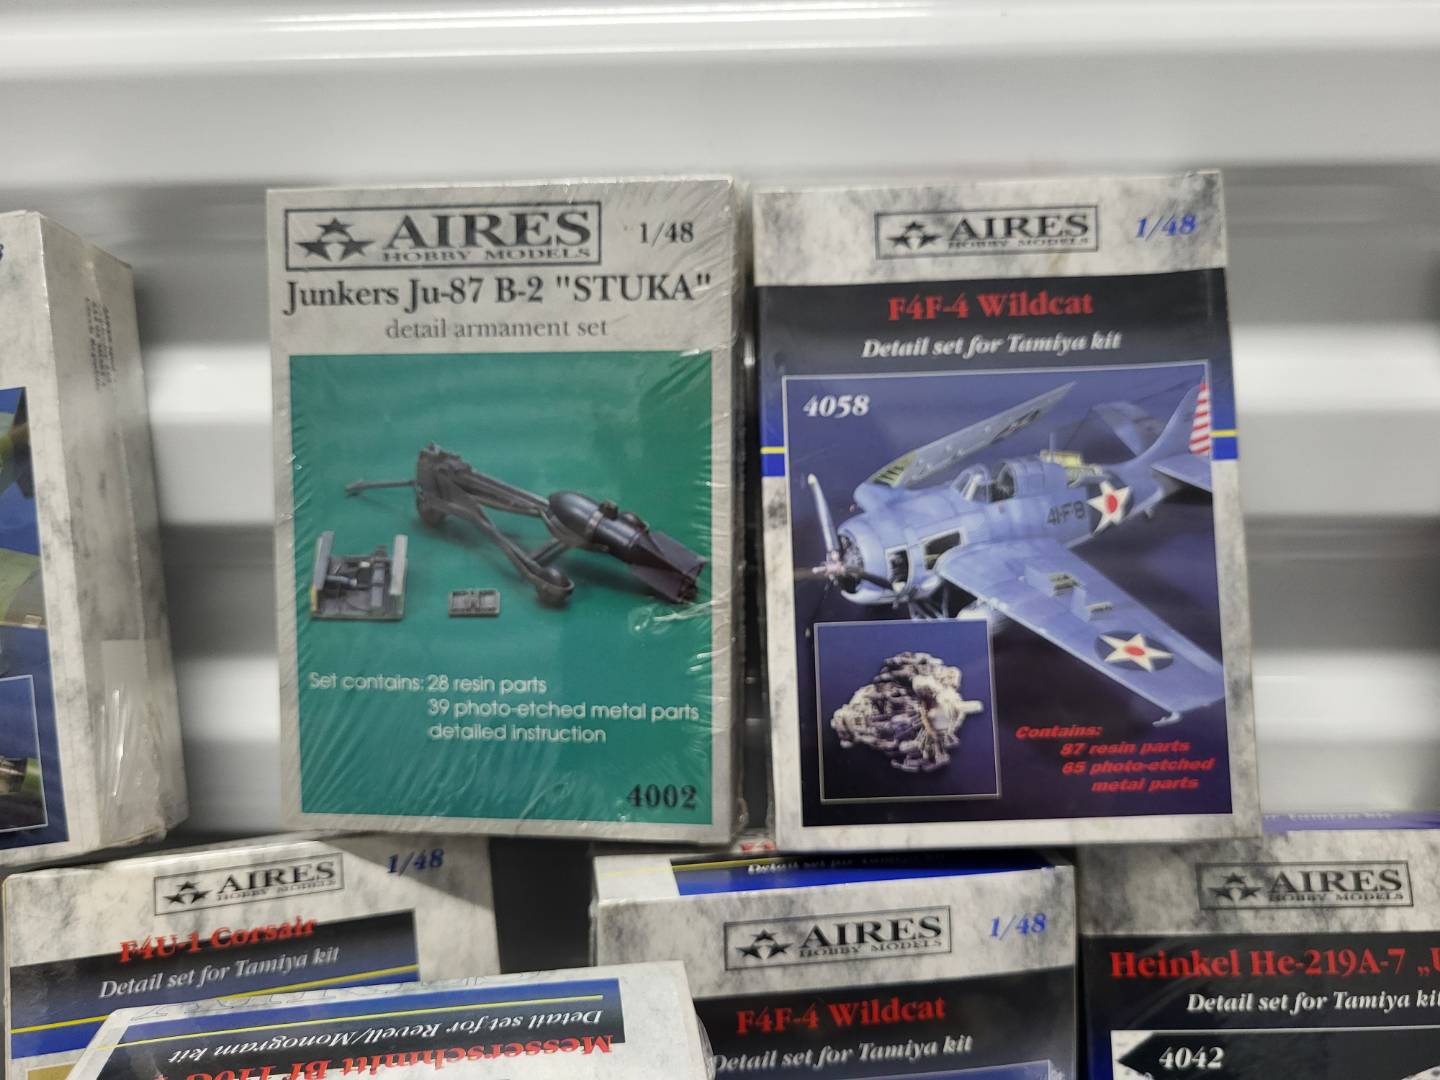 AIRES
HOBBY MODELS
1/48
Junkers Ju-87 B-2 "STUKA"
detail armament set
Set contains: 28 resin parts
39 photo-etched metal parts
detailed instruction
4002
AIRES
HOBBY MODELS
1/48
F4F-4 Wildcat
Detail set for Tamiya kit
4058
41-F8
Contains:
87 resin parts
65 photo-etched
metal parts
AIRES
HOBBY MODELS
1/48
F4U-1 Corsair
Detail set for Tamiya kit
Detail set for Revell/Monogram kit
Messerschmitt Bf 110G
AIRES
HOBBY MODELS
1/48
F4F-4 Wildcat
Detail set for Tamiya kit
AIRES
HOBBY MODELS
Heinkel He-219A-7 „U
Detail set for Tamiya kit
4042